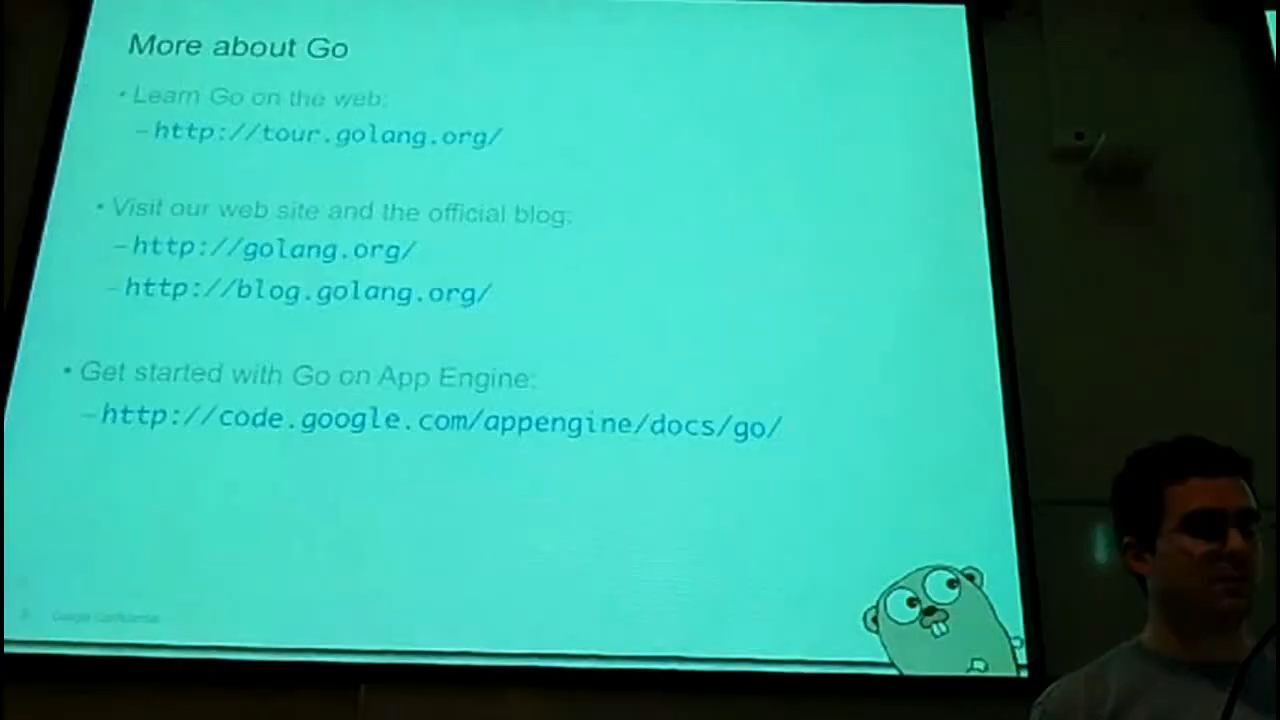 More about Go
• Learn Go on the web:
–http://tour.golang.org/
• Visit our web site and the official blog:
–http://golang.org/
–http://blog.golang.org/
• Get started with Go on App Engine:
–http://code.google.com/appengine/docs/go/
Google Confidential